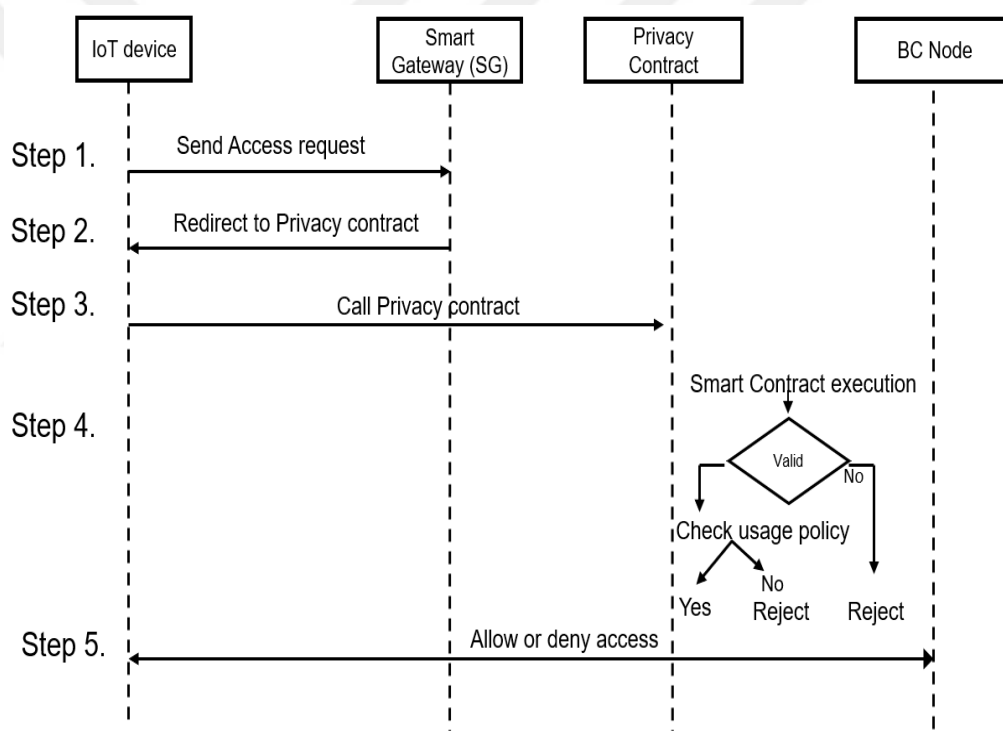 IoT device
Smart
Gateway (SG)
Privacy
Contract
BC Node
Step 1.
Send Access request
Step 2.
Redirect to Privacy contract
Step 3.
Call Privacy contract
Smart Contract execution
Step 4.
Valid
No
Check usage policy
No
Yes
Reject
Reject
Step 5.
Allow or deny access